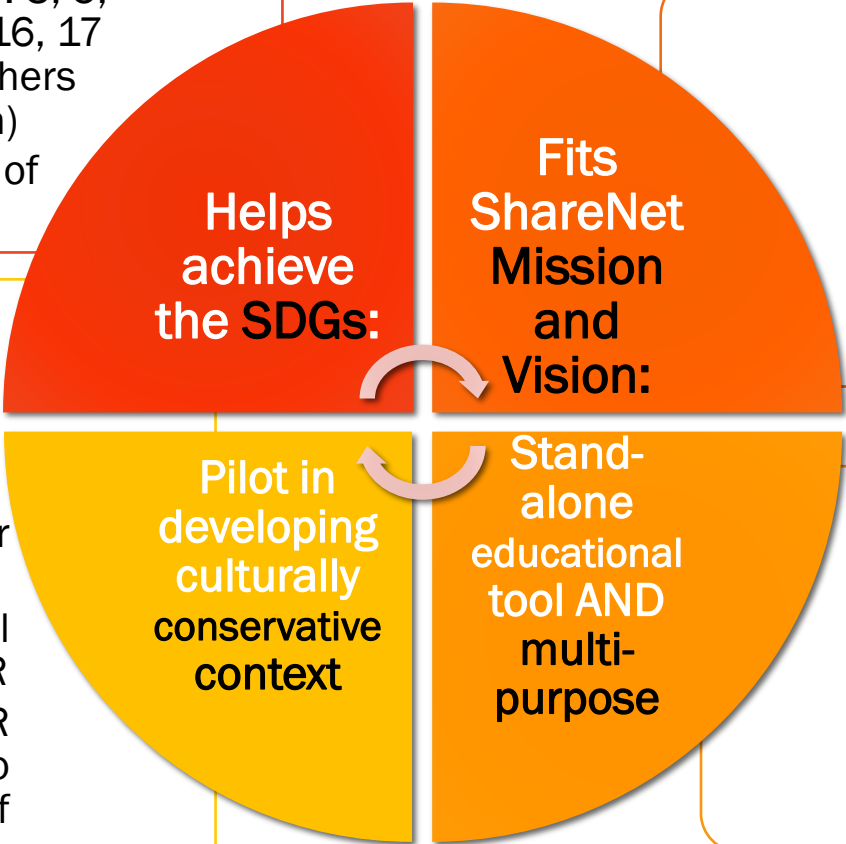 16, 17
of
Helps
achieve
the SDGs:
Fits
ShareNet
Mission
and
Vision:
Pilot in
developing
culturally
conservative
context
Stand-
alone
educational
tool AND
multi-
purpose